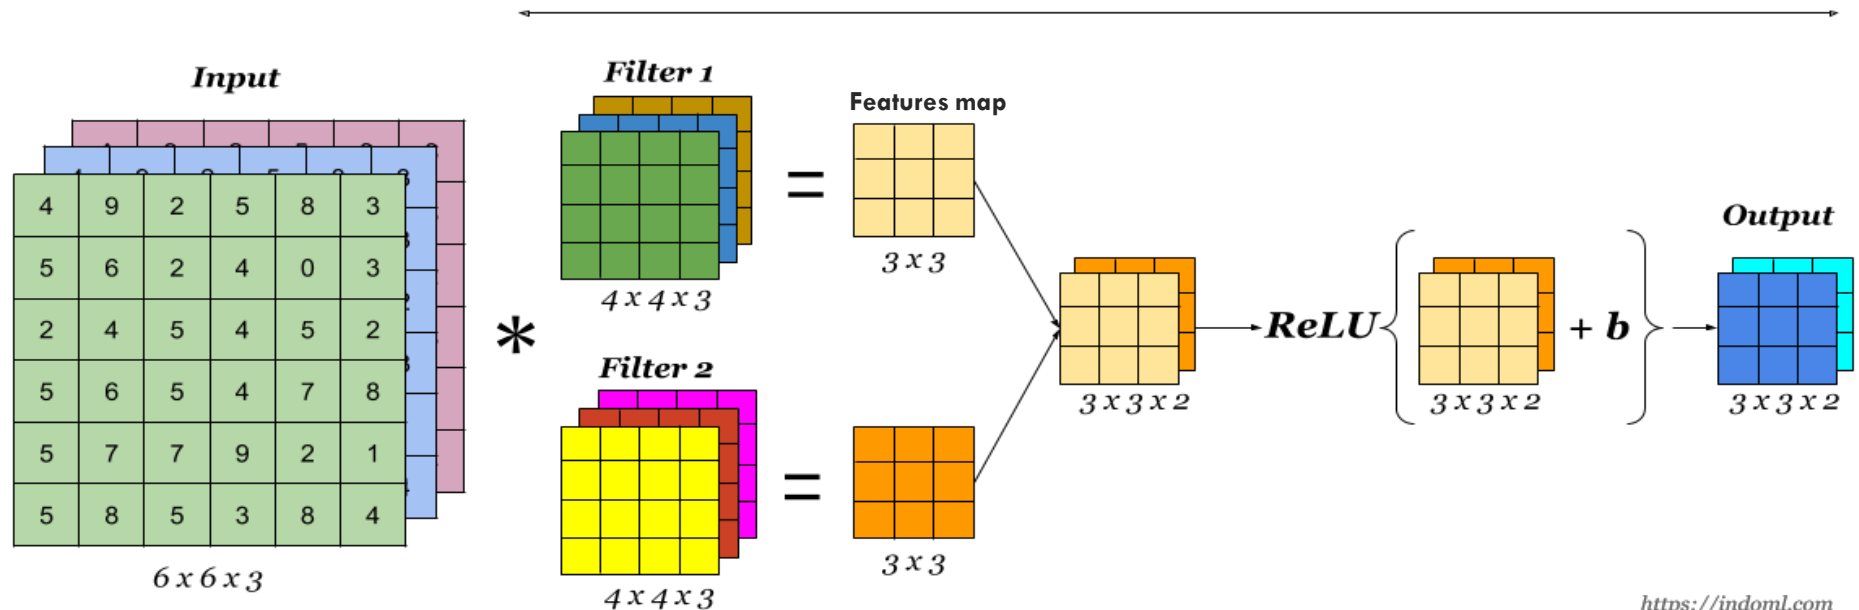 Input
4 9 2 5 8 3
5 6 2 4 0 3
2 4 5 4 5 2
5 6 5 4 7 8
5 7 7 9 2 1
5 8 5 3 8 4
6 x 6 x 3
*
Filter 1
4 x 4 x 3
=
Features map
3 x 3
Filter 2
4 x 4 x 3
=
3 x 3
3 x 3 x 2
ReLU { + b }
3 x 3 x 2
Output
3 x 3 x 2
https://indoml.com